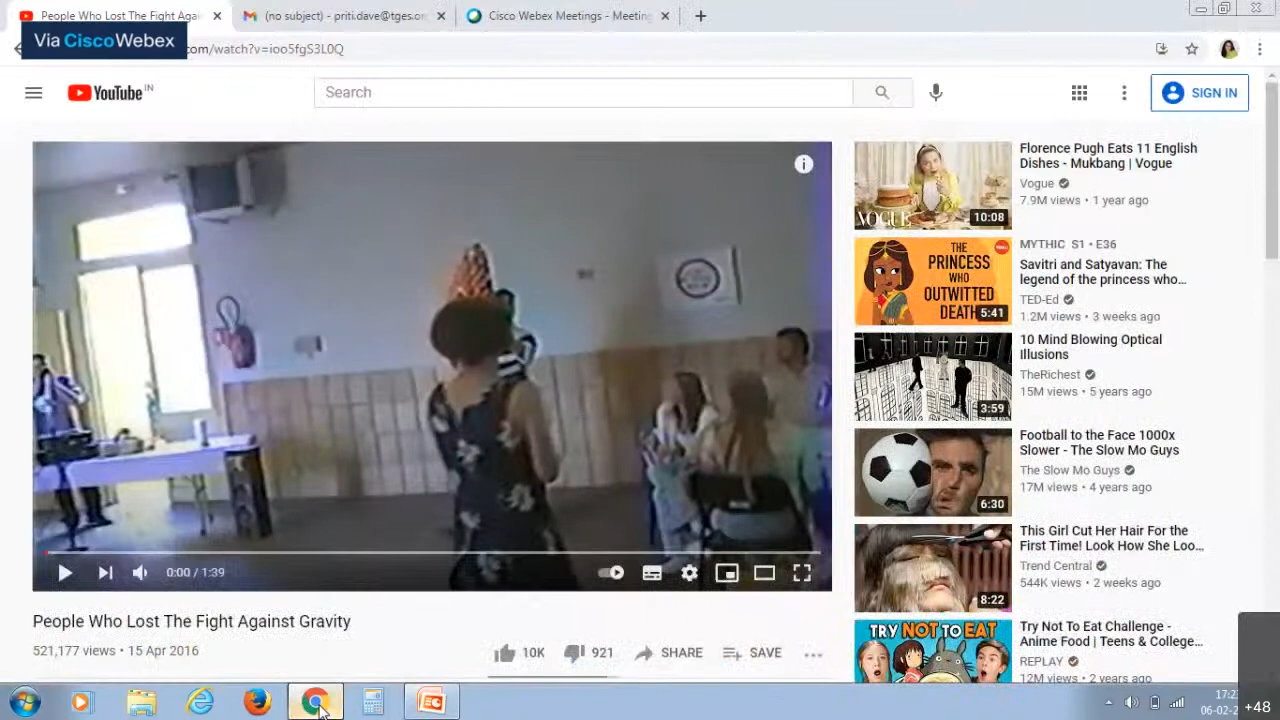 People Who Lost The Fight Agai
(no subject) - priti.dave@tges.or
Cisco Webex Meetings - Meeting
Via CiscoWebex
com/watch?v=ioo5fgS3L0Q
YouTube IN
Search
SIGN IN
Florence Pugh Eats 11 English
Dishes - Mukbang | Vogue
Vogue
7.9M views • 1 year ago
VOGUE
10:08
MYTHIC S1 • E36
Savitri and Satyavan: The
legend of the princess who...
TED-Ed
1.2M views • 3 weeks ago
THE
PRINCESS
WHO
OUTWITTED
DEATH
5:41
10 Mind Blowing Optical
Illusions
TheRichest
15M views • 5 years ago
3:59
Football to the Face 1000x
Slower - The Slow Mo Guys
The Slow Mo Guys
17M views • 4 years ago
6:30
This Girl Cut Her Hair For the
First Time! Look How She Loo...
Trend Central
544K views • 2 weeks ago
8:22
Try Not To Eat Challenge -
Anime Food | Teens & College...
REPLAY
12M views • 2 years ago
TRY NOT TO EAT
0:00 / 1:39
People Who Lost The Fight Against Gravity
521,177 views • 15 Apr 2016
10K
921
SHARE
SAVE
17:2
06-02-2
+48